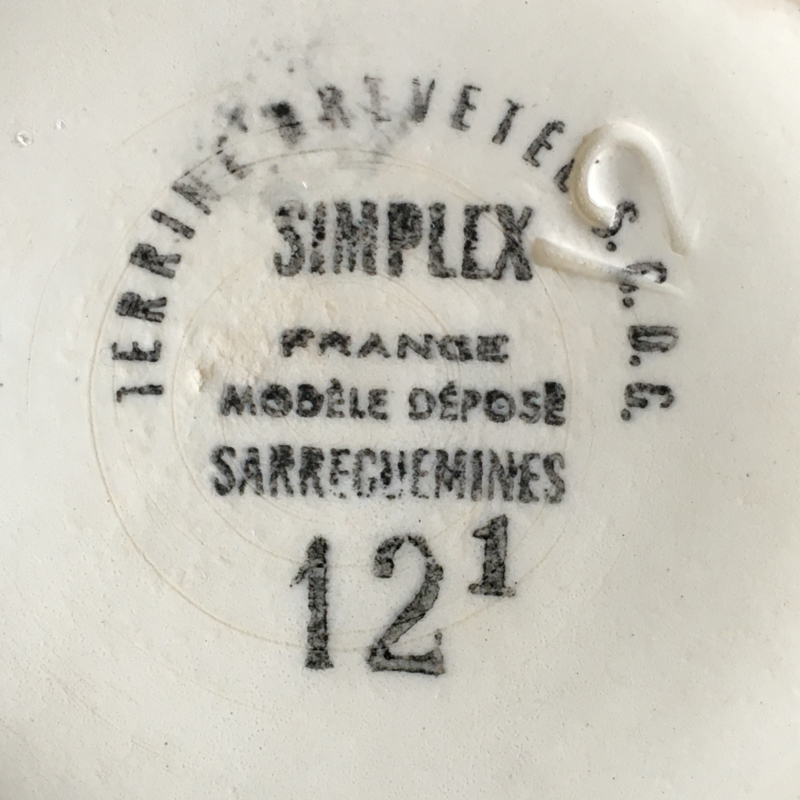 TERRINE BREVETÉE S.G.D.G.
SIMPLEX
FRANCE
MODÈLE DÉPOSÉ
SARREGUEMINES
12¹